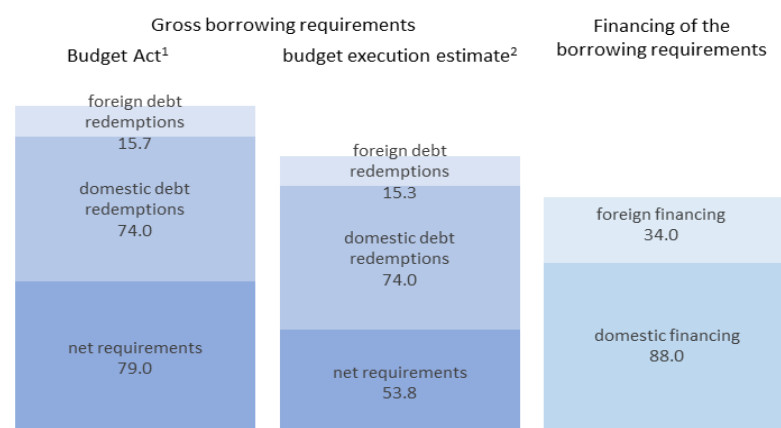 Gross borrowing requirements
Budget Act¹
budget execution estimate²
Financing of the
borrowing requirements
foreign debt
redemptions
15.7
domestic debt
redemptions
74.0
net requirements
79.0
foreign debt
redemptions
15.3
domestic debt
redemptions
74.0
net requirements
53.8
foreign financing
34.0
domestic financing
88.0